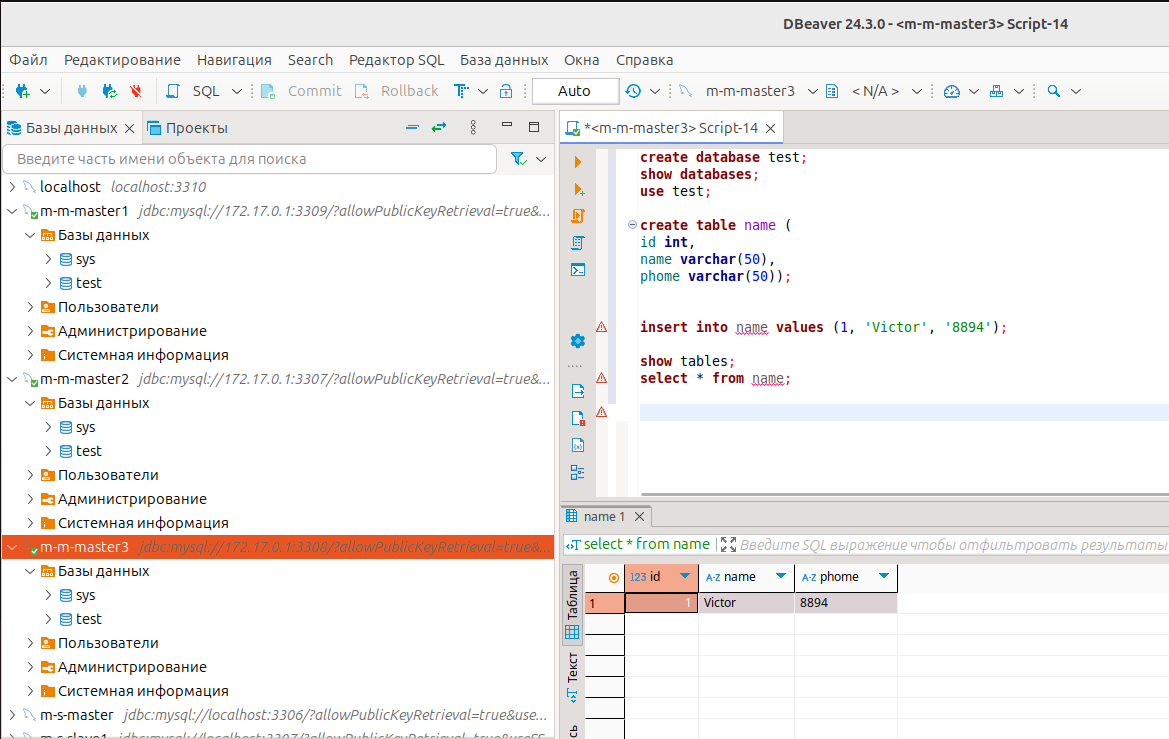 DBeaver 24.3.0 - <m-m-master3> Script-14
Файл Редактирование Навигация Search Редактор SQL База данных Окна Справка
SQL Commit Rollback Auto m-m-master3 < N/A >
Базы данных Проекты
Введите часть имени объекта для поиска
localhost localhost:3310
m-m-master1 jdbc:mysql://172.17.0.1:3309/?allowPublicKeyRetrieval=true&...
Базы данных
sys
test
Пользователи
Администрирование
Системная информация
m-m-master2 jdbc:mysql://172.17.0.1:3307/?allowPublicKeyRetrieval=true&...
Базы данных
sys
test
Пользователи
Администрирование
Системная информация
m-m-master3 jdbc:mysql://172.17.0.1:3308/?allowPublicKeyRetrieval=true&...
Базы данных
sys
test
Пользователи
Администрирование
Системная информация
m-s-master jdbc:mysql://localhost:3306/?allowPublicKeyRetrieval=true&use...
*<m-m-master3> Script-14
create database test;
show databases;
use test;
create table name (
id int,
name varchar(50),
phome varchar(50));
insert into name values (1, 'Victor', '8894');
show tables;
select * from name;
name 1
select * from name Введите SQL выражение чтобы отфильтровать результаты
Таблица
Текст
123 id A-Z name A-Z phome
1 1 Victor 8894